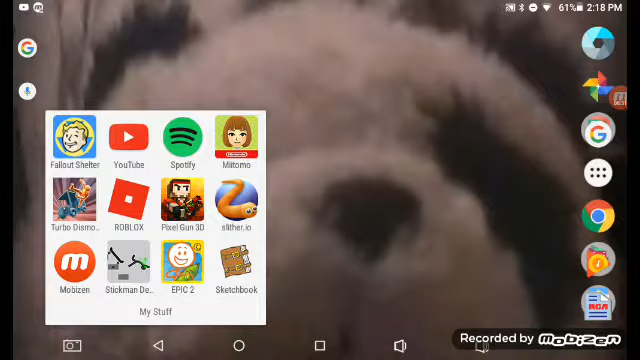 61% 2:18 PM
Fallout Shelter YouTube Spotify Miitomo
Turbo Dismo... ROBLOX Pixel Gun 3D slither.io
Mobizen Stickman De... EPIC 2 Sketchbook
My Stuff
Recorded by mobizen